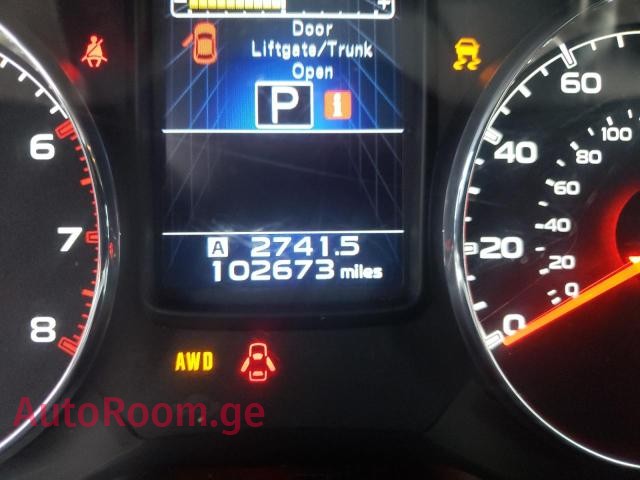 - +
Door
Liftgate/Trunk
Open
P i
60
100
80
60
40
20
0
40
20
0
6
7
8
A 2741.5
102673 miles
AWD
AutoRoom.ge